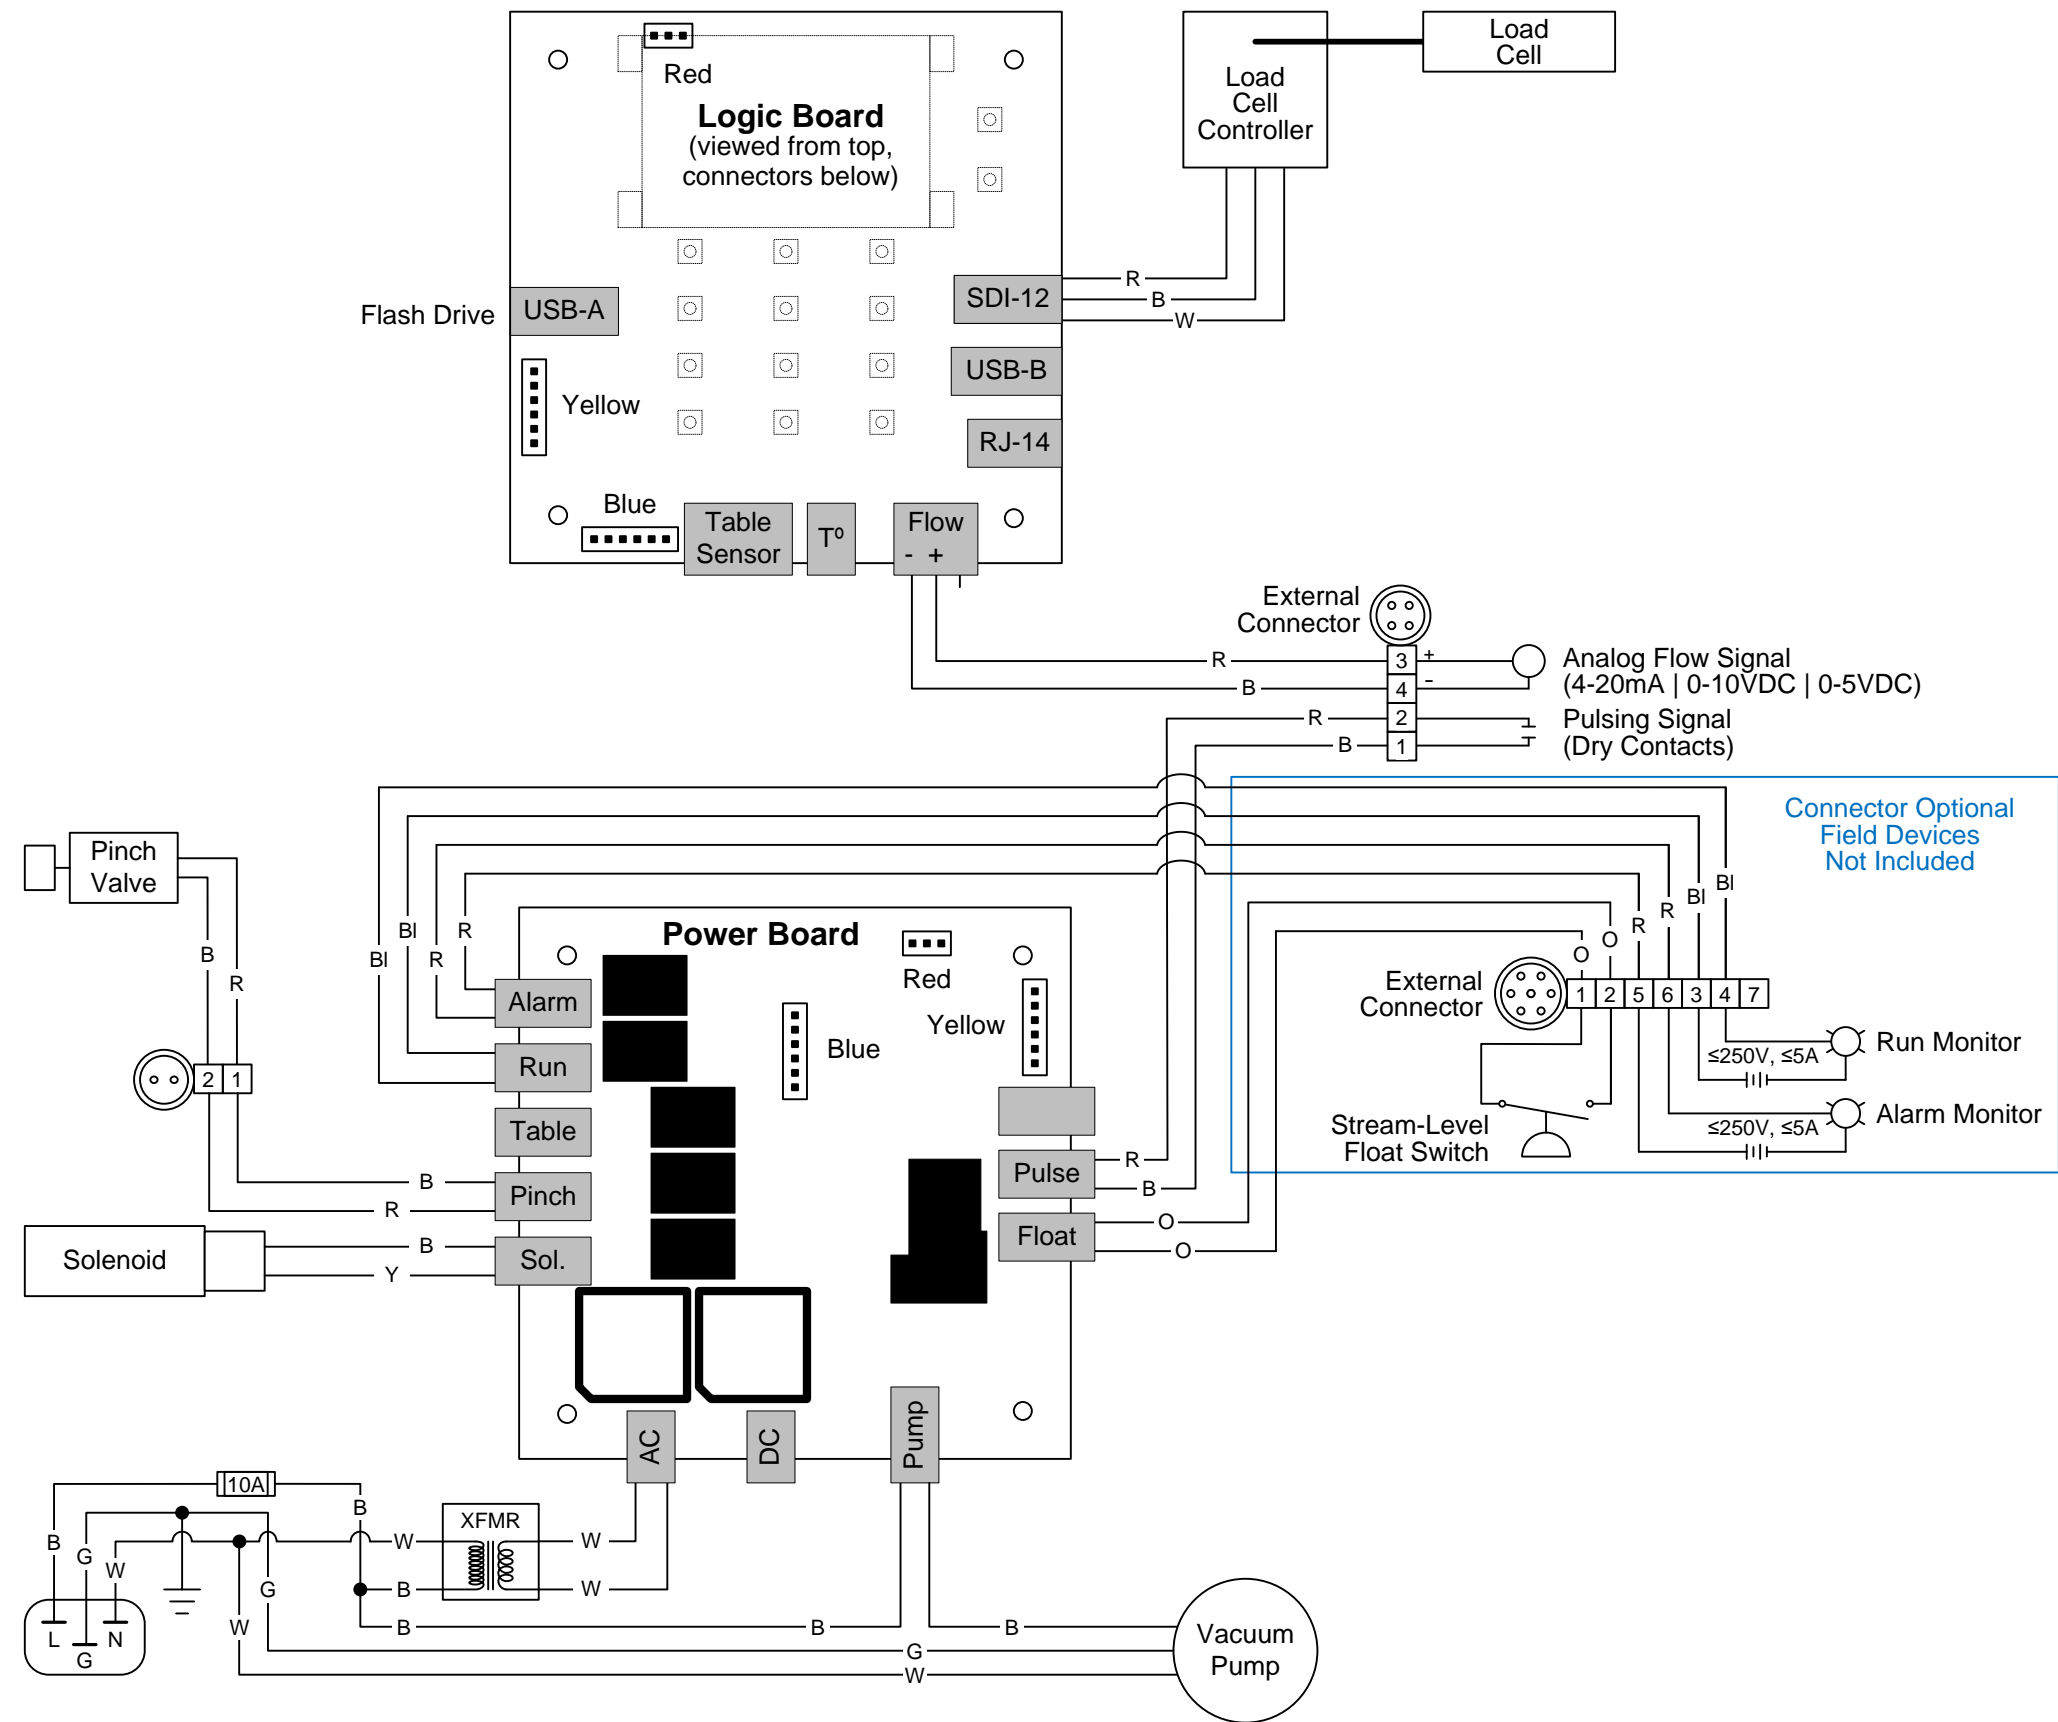 Red
Logic Board
(viewed from top,
connectors below)
Load
Cell
Controller
Load
Cell
Flash Drive
USB-A
SDI-12
R
B
W
USB-B
Yellow
RJ-14
Blue
Table
Sensor
Tº
Flow
- +
External
Connector
R
3
+
Analog Flow Signal
(4-20mA | 0-10VDC | 0-5VDC)
B
4
-
R
2
Pulsing Signal
(Dry Contacts)
B
1
Connector Optional
Field Devices
Not Included
Pinch
Valve
B
R
2 1
Bl
Bl
R
R
Power Board
Red
Yellow
Blue
Alarm
Run
Table
Pinch
Sol.
B
R
Solenoid
B
Y
Pulse
R
B
Float
O
O
O
O
R
R
Bl
Bl
External
Connector
1 2 5 6 3 4 7
≤250V, ≤5A
Run Monitor
≤250V, ≤5A
Alarm Monitor
Stream-Level
Float Switch
AC
DC
Pump
10A
B
B
G
W
W
G
W
XFMR
W
B
W
W
B
B
B
G
W
L
G
N
Vacuum
Pump